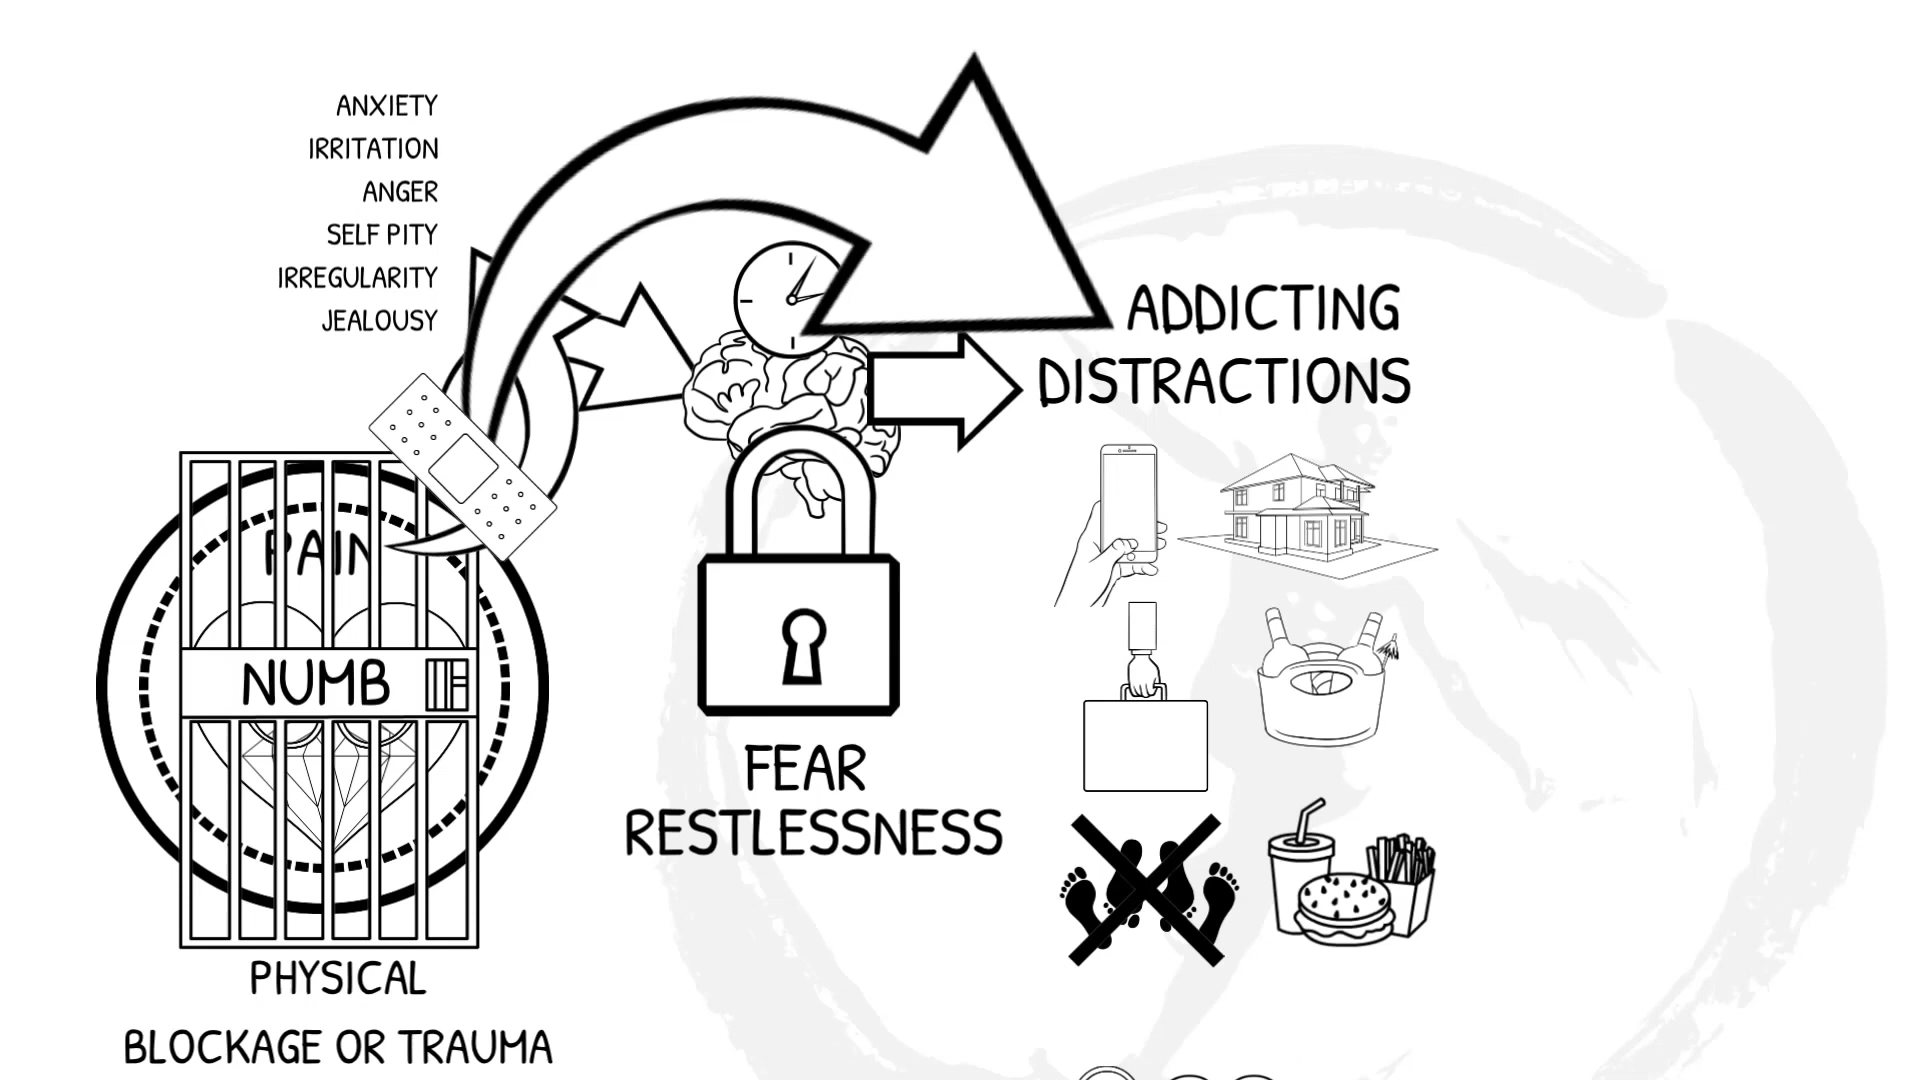 ANXIETY
IRRITATION
ANGER
SELF PITY
IRREGULARITY
JEALOUSY
ADDICTING
DISTRACTIONS
PAIN
NUMB
FEAR
RESTLESSNESS
PHYSICAL
BLOCKAGE OR TRAUMA